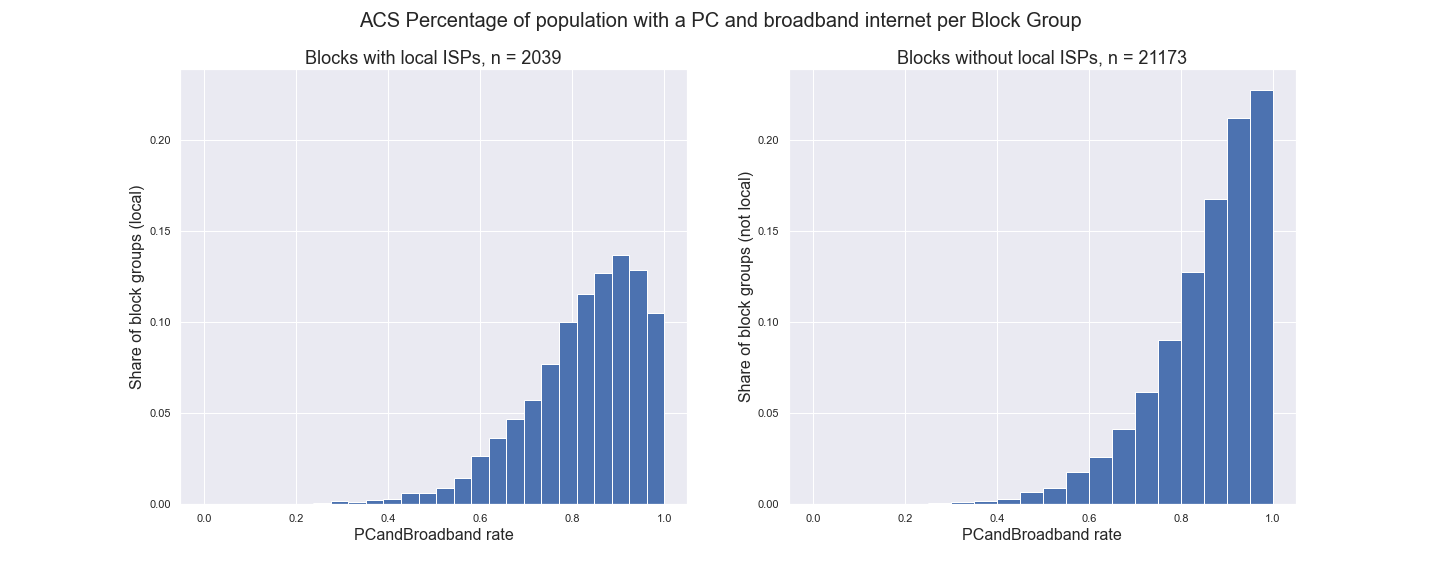 ACS Percentage of population with a PC and broadband internet per Block Group
Blocks with local ISPs, n = 2039
Share of block groups (local)
0.20
0.15
0.10
0.05
0.00
0.0 0.2 0.4 0.6 0.8 1.0
PCandBroadband rate
Blocks without local ISPs, n = 21173
Share of block groups (not local)
0.20
0.15
0.10
0.05
0.00
0.0 0.2 0.4 0.6 0.8 1.0
PCandBroadband rate